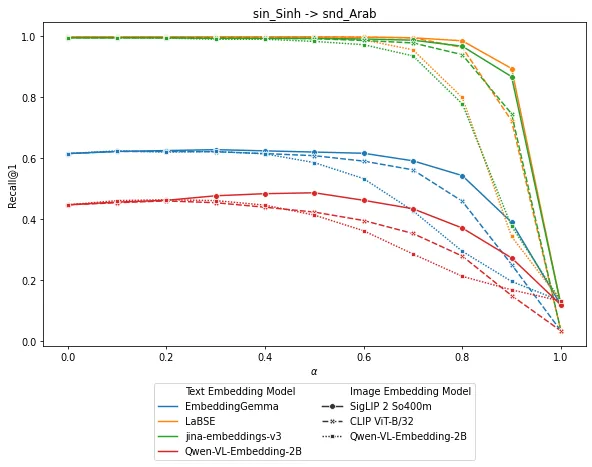 sin_Sinh -> snd_Arab
Recall@1
1.0
0.8
0.6
0.4
0.2
0.0
0.0 0.2 0.4 0.6 0.8 1.0
α
Text Embedding Model Image Embedding Model
EmbeddingGemma SigLIP 2 So400m
LaBSE CLIP ViT-B/32
jina-embeddings-v3 Qwen-VL-Embedding-2B
Qwen-VL-Embedding-2B